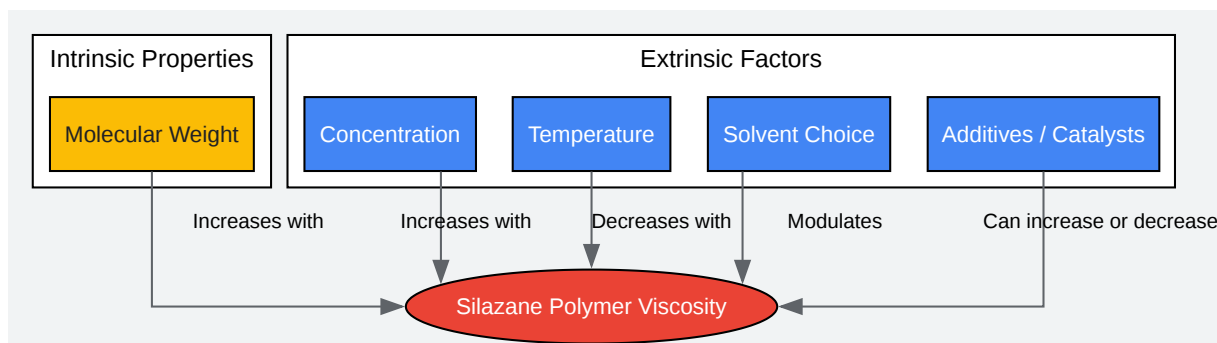 Intrinsic Properties
Extrinsic Factors
Molecular Weight
Concentration
Temperature
Solvent Choice
Additives / Catalysts
Increases with
Increases with
Decreases with
Modulates
Can increase or decrease
Silazane Polymer Viscosity